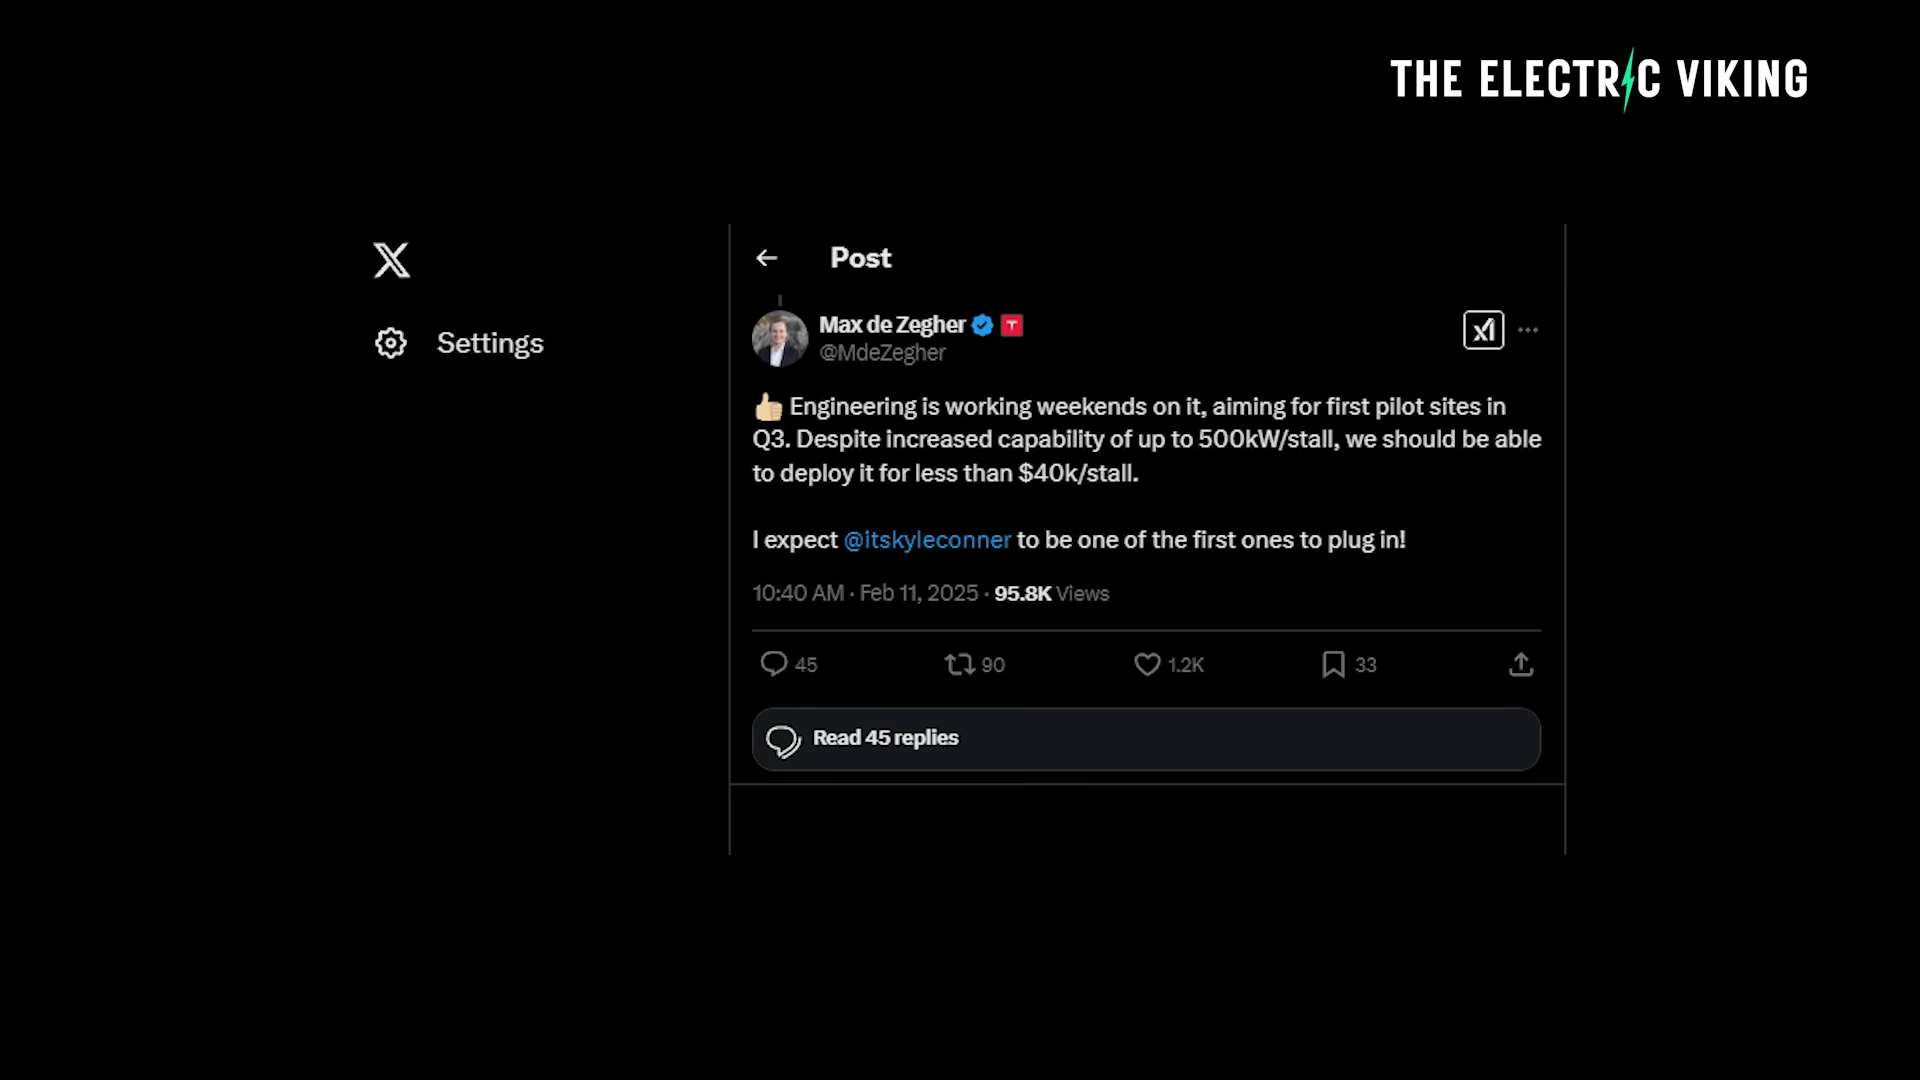 THE ELECTRIC VIKING
X
Settings
Post
Max de Zegher
@MdeZegher
👍🏼 Engineering is working weekends on it, aiming for first pilot sites in
Q3. Despite increased capability of up to 500kW/stall, we should be able
to deploy it for less than $40k/stall.
I expect @itskyleconner to be one of the first ones to plug in!
10:40 AM · Feb 11, 2025 · 95.8K Views
45 90 1.2K 33
Read 45 replies